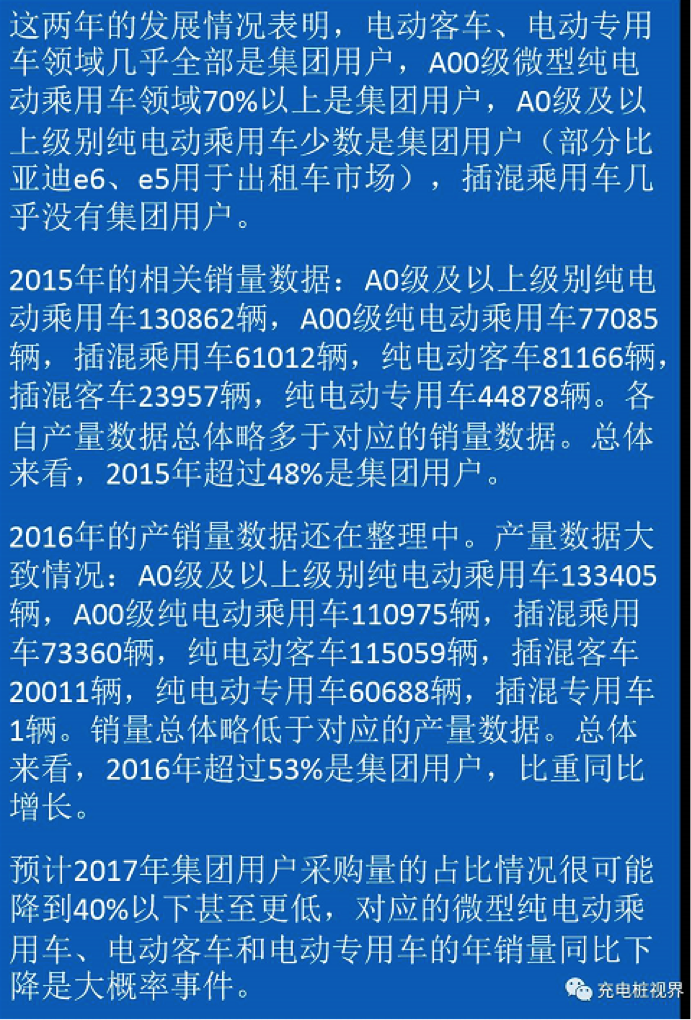 这两年的发展情况表明，电动客车、电动专用
车领域几乎全部是集团用户，A00级微型纯电
动乘用车领域70%以上是集团用户，A0级及以
上级别纯电动乘用车少数是集团用户（部分比
亚迪e6、e5用于出租车市场），插混乘用车几
乎没有集团用户。
2015年的相关销量数据：A0级及以上级别纯电
动乘用车130862辆，A00级纯电动乘用车77085
辆，插混乘用车61012辆，纯电动客车81166辆，
插混客车23957辆，纯电动专用车44878辆。各
自产量数据总体略多于对应的销量数据。总体
来看，2015年超过48%是集团用户。
2016年的产销量数据还在整理中。产量数据大
致情况：A0级及以上级别纯电动乘用车133405
辆，A00级纯电动乘用车110975辆，插混乘用
车73360辆，纯电动客车115059辆，插混客车
20011辆，纯电动专用车60688辆，插混专用车
1辆。销量总体略低于对应的产量数据。总体
来看，2016年超过53%是集团用户，比重同比
增长。
预计2017年集团用户采购量的占比情况很可能
降到40%以下甚至更低，对应的微型纯电动乘
用车、电动客车和电动专用车的年销量同比下
降是大概率事件。
充电桩视界